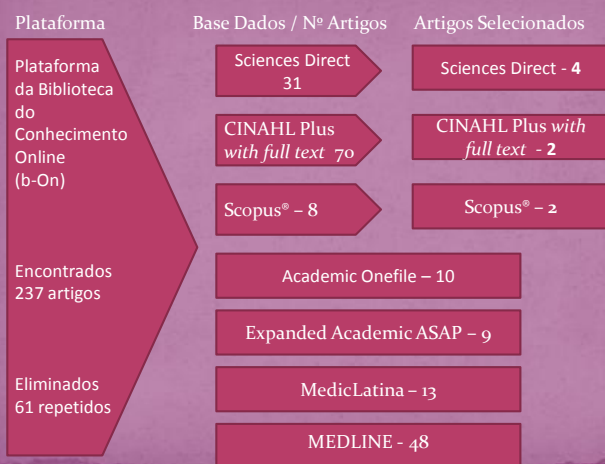 Plataforma
Base Dados / Nº Artigos
Artigos Selecionados
Plataforma
da Biblioteca
do
Conhecimento
Online
(b-On)
Encontrados
237 artigos
Eliminados
61 repetidos
Sciences Direct
31
Sciences Direct - 4
CINAHL Plus
with full text 70
CINAHL Plus with
full text - 2
Scopus® – 8
Scopus® – 2
Academic Onefile – 10
Expanded Academic ASAP – 9
MedicLatina – 13
MEDLINE - 48